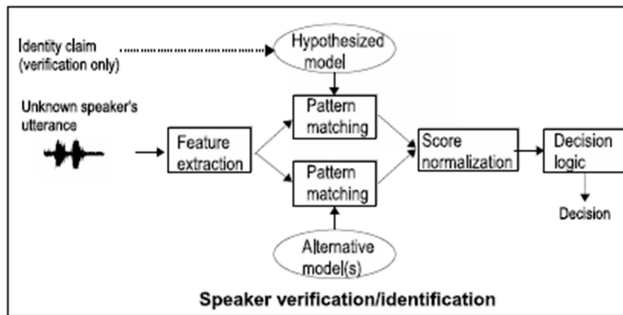 Identity claim
(verification only)
Hypothesized
model
Unknown speaker's
utterance
Feature
extraction
Pattern
matching
Pattern
matching
Score
normalization
Decision
logic
Decision
Alternative
model(s)
Speaker verification/identification